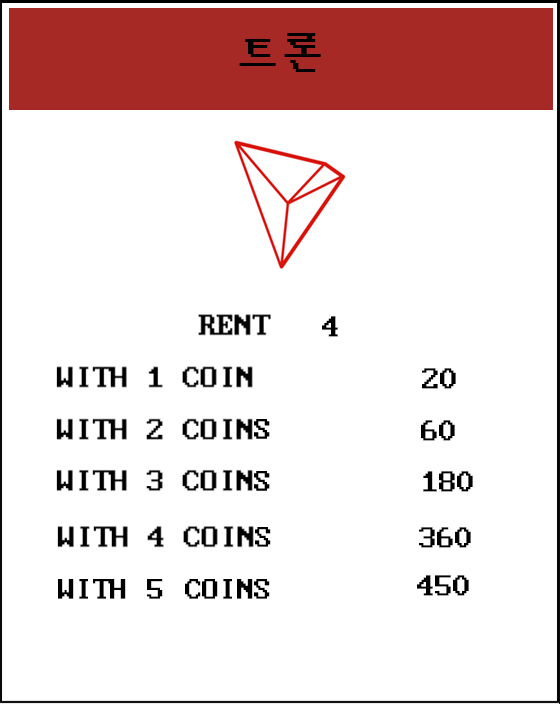 트론
RENT 4
WITH 1 COIN 20
WITH 2 COINS 60
WITH 3 COINS 180
WITH 4 COINS 360
WITH 5 COINS 450